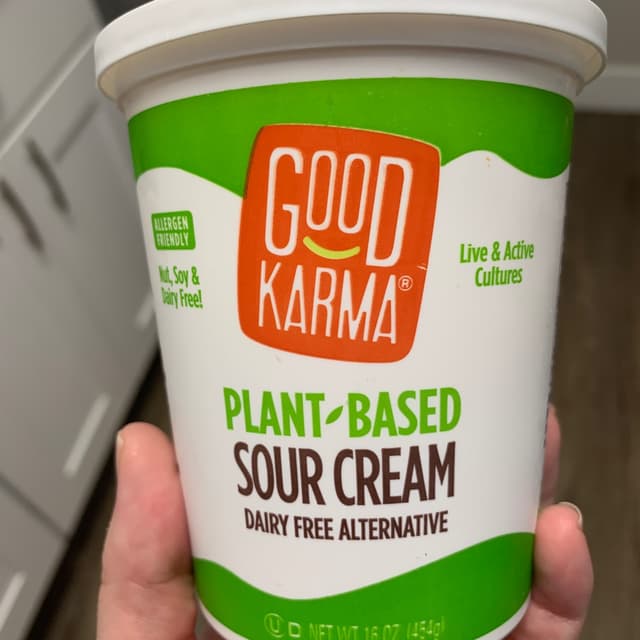 GOOD
KARMA®
ALLERGEN
FRIENDLY
Nut, Soy &
Dairy Free!
Live & Active
Cultures
PLANT-BASED
SOUR CREAM
DAIRY FREE ALTERNATIVE
U D NET WT 16 OZ (454g)